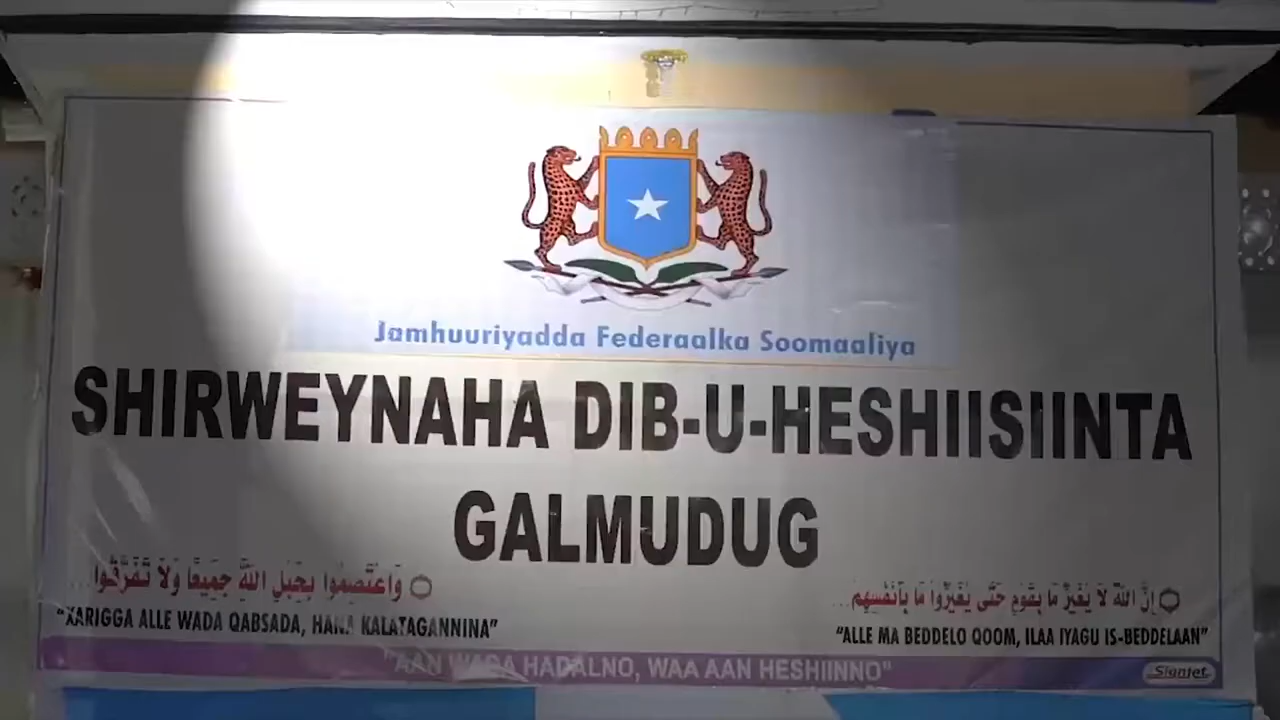 Jamhuuriyadda Federaalka Soomaaliya
SHIRWEYNAHA DIB-U-HESHIISIINTA
GALMUDUG
وَاعْتَصِمُوا بِحَبْلِ اللَّهِ جَمِيعًا وَلَا تَفَرَّقُوا...
"XARIGGA ALLE WADA QABSADA, HANA KALATAGANNINA"
إِنَّ اللَّهَ لَا يُغَيِّرُ مَا بِقَوْمٍ حَتَّى يُغَيِّرُوا مَا بِأَنْفُسِهِمْ...
"ALLE MA BEDDELO QOOM, ILAA IYAGU IS-BEDDELAAN"
"AAN WADA HADALNO, WAA AAN HESHIINNO"
Signjet